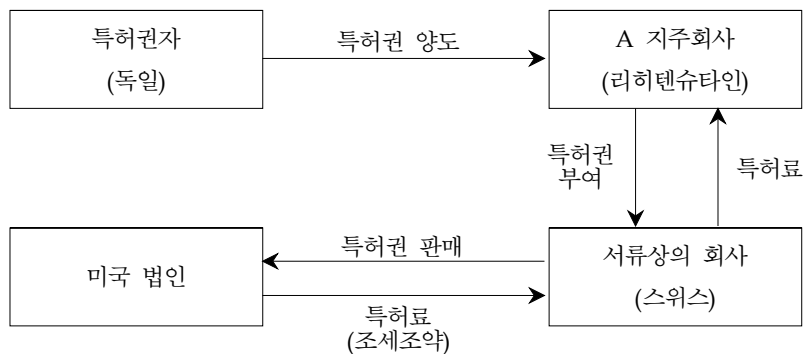 특허권자
(독일)
특허권 양도
A 지주회사
(리히텐슈타인)
특허권
부여
특허료
미국 법인
특허권 판매
특허료
(조세조약)
서류상의 회사
(스위스)